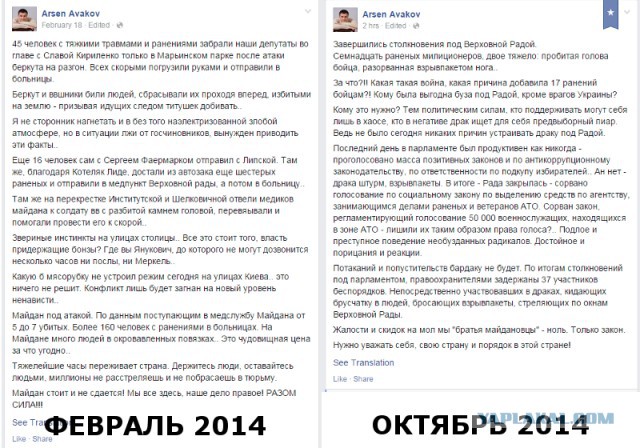 Arsen Avakov
February 18 · Edited ·
45 человек с тяжкими травмами и ранениями забрали наши депутаты во
главе с Славой Кириленко только в Марьинском парке после атаки
беркута на разгон. Всех скорыми погрузили руками и отправили в
больницы.
Беркут и вэшники били людей, сбрасывали их проходя вперед, избитыми
на землю - призывая идущих следом титушек добивать..
Я не сторонник нагнетать и в без того наэлектризованной злобой
атмосфере, но в ситуации лжи от госчиновников, вынужден приводить
эти факты..
Еще 16 человек сам с Сергеем Фаермарком отправил с Липской. Там
же, благодаря Котеляк Лиде, достали из автозака еще шестерых
раненых и отправили в медпункт Верховной рады, а потом в больницу..
Там же на перекрестке Институтской и Шелковичной отвели медиков
майдана к солдату вв с разбитой камнем головой, перевязывали и
помогали провести его к скорой..
Звериные инстинкты на улицах столицы.. Все это стоит того, власть
придержащие бонзы? Где вы Янукович, до которого не могут дозвонится
несколько часов ни послы, ни Меркель.
Какую б мясорубку не устроил режим сегодня на улицах Киева.. это
ничего не решит. Конфликт лишь будет загнан на новый уровень
ненависти..
Майдан под атакой. По данным поступающим в медслужбу Майдана от
5 до 7 убитых. Более 160 человек с ранениями в больницах. На
Майдане много людей в окровавленных повязках.. Это чудовищная цена
за что угодно..
Тяжелейшие часы переживает страна. Держитесь люди, оставайтесь
людьми, миллионы не расстреляешь и не побрасаешь в тюрьму.
Майдан стоит и не сдается! Мы все здесь, наше дело правое! РАЗОМ
СИЛА!!!
See Translation
Like · Share
ФЕВРАЛЬ 2014
Arsen Avakov
2 hrs · Edited ·
Завершились столкновения под Верховной Радой.
Семнадцать раненых милиционеров, двое тяжело: пробитая голова
бойца, разорванная взрывпакетом нога..
За что?!! Какая такая война, какая причина добавила 17 ранений
бойцам?! Кому была выгодна буза под Радой, кроме врагов Украины?
Кому это нужно? Тем политическим силам, кто поддержать могут себя
лишь в хаосе, кто в негативе драк ищет для себя предвыборный пиар.
Ведь не было сегодня никаких причин устраивать драку под Радой.
Последний день в парламенте был продуктивен как никогда -
проголосовано масса позитивных законов и по антикоррупционному
законодательству, по ответственности по подкупу избирателей.. Ан нет -
драка штурм, взрывпакеты. В итоге - Рада закрылась - сорвано
голосование по социальному закону по выделению средств по агентству,
занимающимся делами раненых и ветеранов АТО. Сорван закон,
регламентирующий голосование 50 000 военнослужащих, находящихся
в зоне АТО - лишили их таким образом права голоса?.. Подлое и
преступное поведение необузданных радикалов. Достойное и
порицания и реакции.
Потаканий и попустительств бардаку не будет. По итогам столкновений
под парламентом, правоохранителями задержаны 37 участников
беспорядков. Непосредственно участвовавших в драках, кидающих
брусчатку в людей, бросающих взрывпакеты, стреляющих по окнам
Верховной Рады.
Жалости и скидок на мол мы "братья майдановцы" - ноль. Только закон.
Нужно уважать себя, свою страну и порядок в этой стране!
See Translation
Like · Share
YAPLAKAL.COM
ОКТЯБРЬ 2014